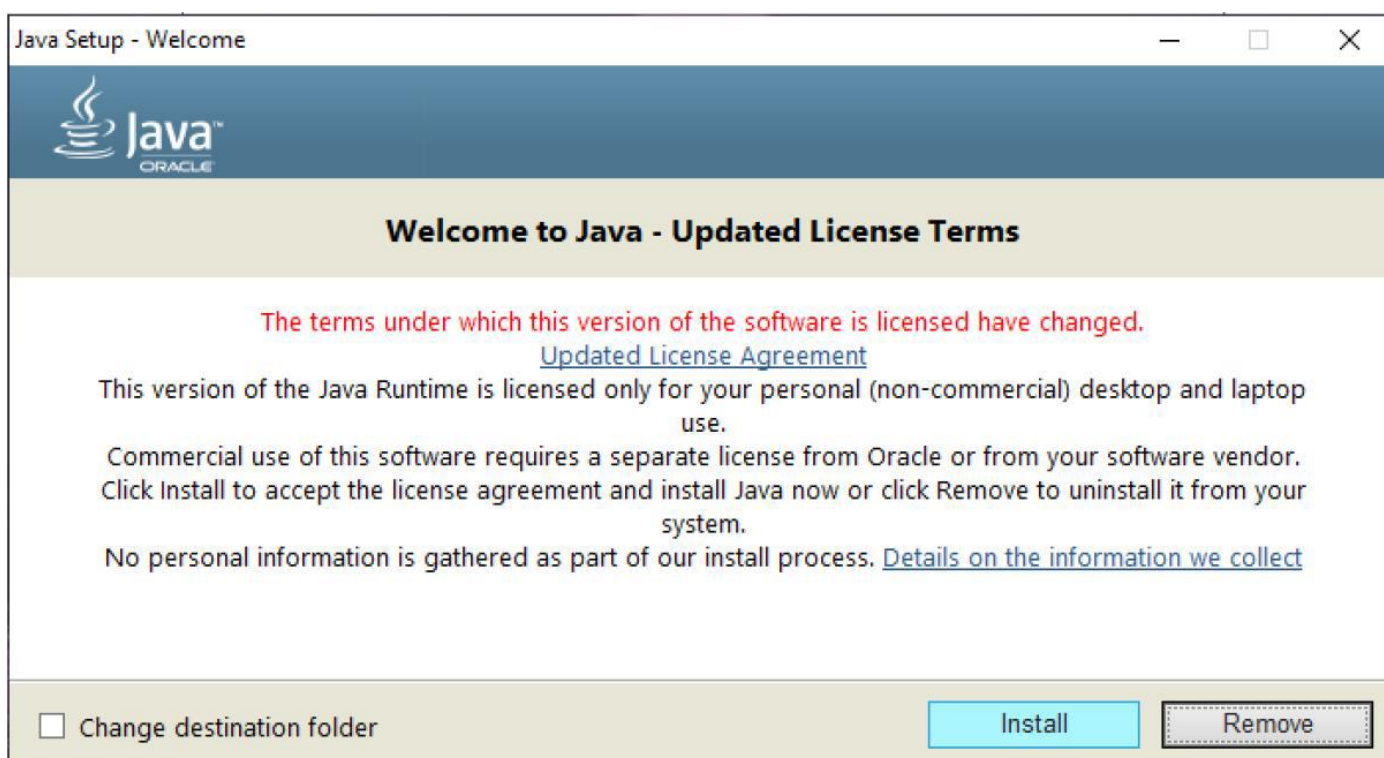 Java Setup - Welcome
Java™
ORACLE
Welcome to Java - Updated License Terms
The terms under which this version of the software is licensed have changed.
Updated License Agreement
This version of the Java Runtime is licensed only for your personal (non-commercial) desktop and laptop
use.
Commercial use of this software requires a separate license from Oracle or from your software vendor.
Click Install to accept the license agreement and install Java now or click Remove to uninstall it from your
system.
No personal information is gathered as part of our install process. Details on the information we collect
Change destination folder
Install
Remove